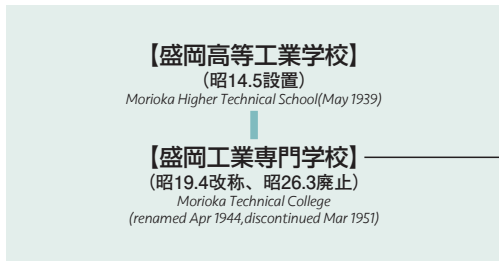 【盛岡高等工業学校】
（昭14.5設置）
Morioka Higher Technical School(May 1939)
【盛岡工業専門学校】
（昭19.4改称、昭26.3廃止）
Morioka Technical College
(renamed Apr 1944,discontinued Mar 1951)